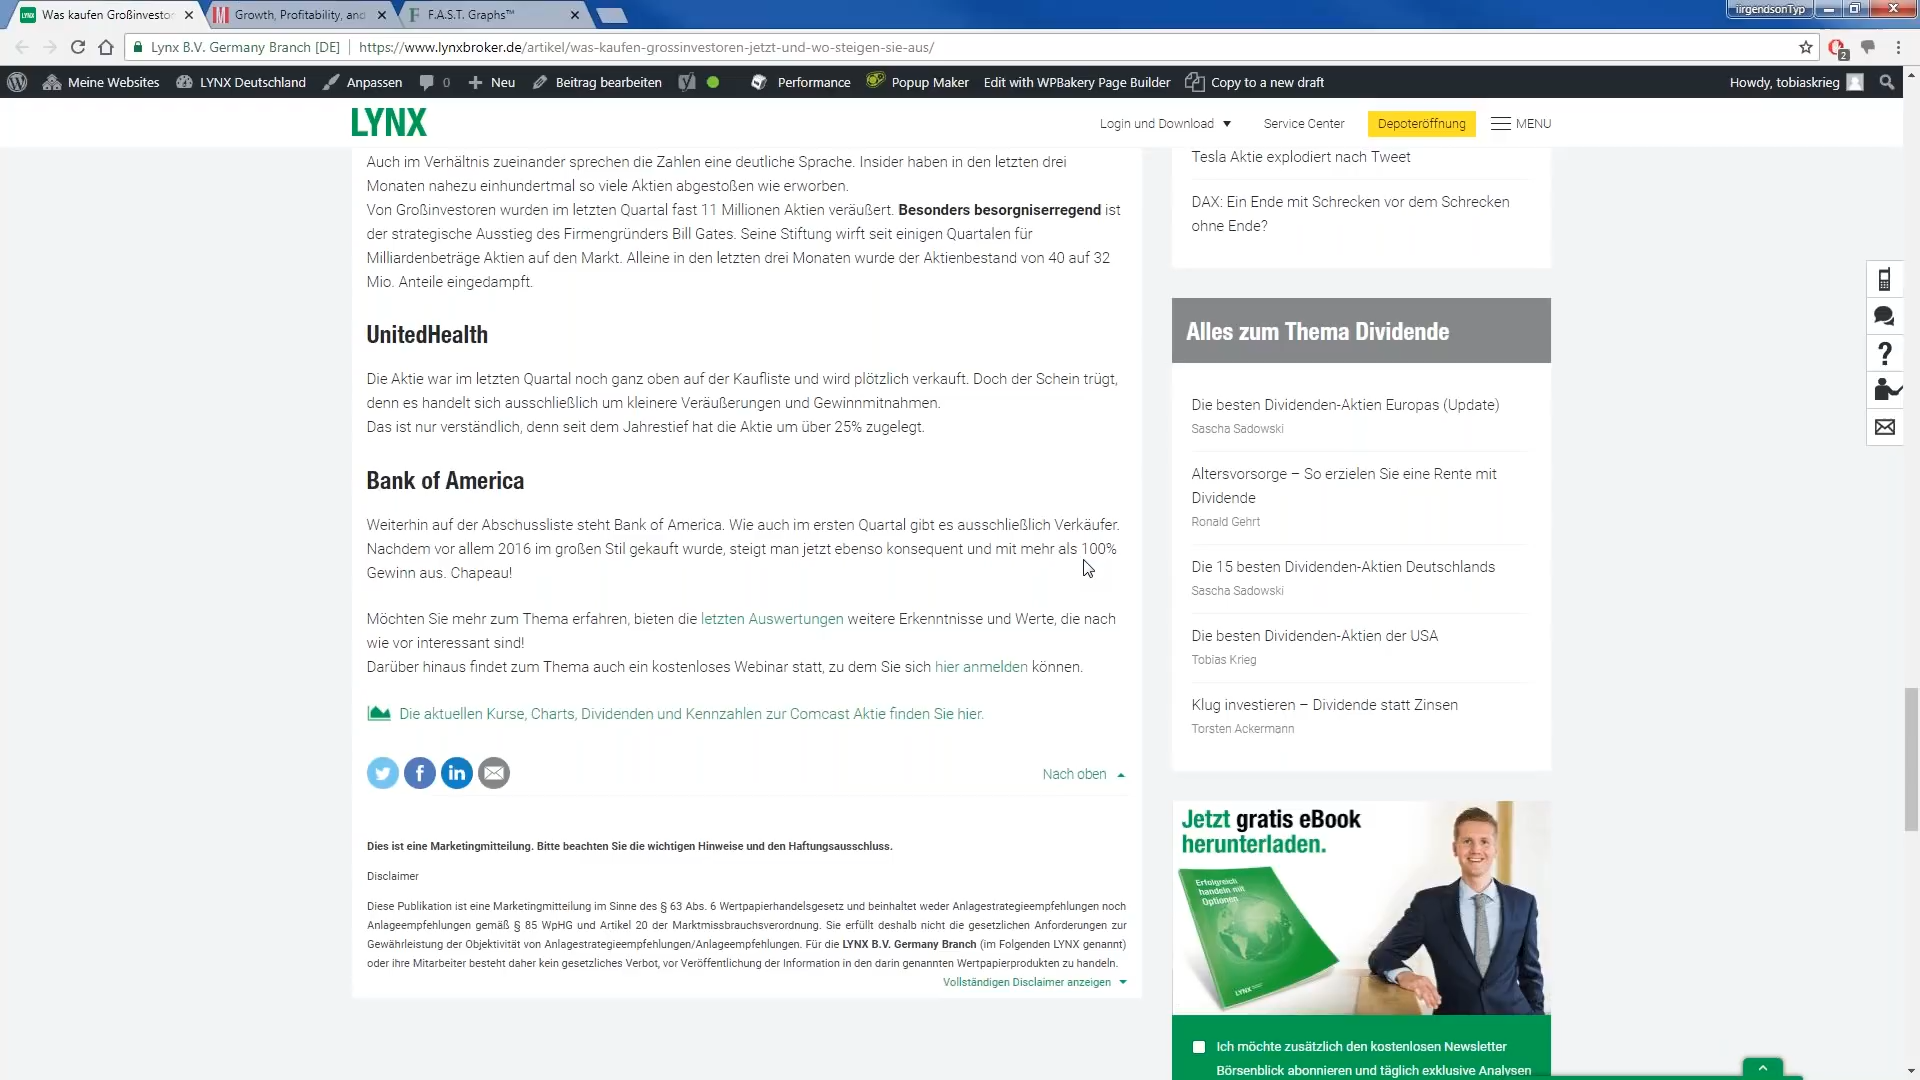 Was kaufen Großinvestor
Growth, Profitability, and
F.A.S.T. Graphs™
iirgendsonTyp
Lynx B.V. Germany Branch [DE]
https://www.lynxbroker.de/artikel/was-kaufen-grossinvestoren-jetzt-und-wo-steigen-sie-aus/
2
Meine Websites
LYNX Deutschland
Anpassen
0
Neu
Beitrag bearbeiten
Performance
Popup Maker
Edit with WPBakery Page Builder
Copy to a new draft
Howdy, tobiaskrieg
LYNX
Login und Download
Service Center
Depoteröffnung
MENU
Auch im Verhältnis zueinander sprechen die Zahlen eine deutliche Sprache. Insider haben in den letzten drei
Monaten nahezu einhundertmal so viele Aktien abgestoßen wie erworben.
Von Großinvestoren wurden im letzten Quartal fast 11 Millionen Aktien veräußert. Besonders besorgniserregend ist
der strategische Ausstieg des Firmengründers Bill Gates. Seine Stiftung wirft seit einigen Quartalen für
Milliardenbeträge Aktien auf den Markt. Alleine in den letzten drei Monaten wurde der Aktienbestand von 40 auf 32
Mio. Anteile eingedampft.
UnitedHealth
Die Aktie war im letzten Quartal noch ganz oben auf der Kaufliste und wird plötzlich verkauft. Doch der Schein trügt,
denn es handelt sich ausschließlich um kleinere Veräußerungen und Gewinnmitnahmen.
Das ist nur verständlich, denn seit dem Jahrestief hat die Aktie um über 25% zugelegt.
Bank of America
Weiterhin auf der Abschussliste steht Bank of America. Wie auch im ersten Quartal gibt es ausschließlich Verkäufer.
Nachdem vor allem 2016 im großen Stil gekauft wurde, steigt man jetzt ebenso konsequent und mit mehr als 100%
Gewinn aus. Chapeau!
Möchten Sie mehr zum Thema erfahren, bieten die letzten Auswertungen weitere Erkenntnisse und Werte, die nach
wie vor interessant sind!
Darüber hinaus findet zum Thema auch ein kostenloses Webinar statt, zu dem Sie sich hier anmelden können.
Die aktuellen Kurse, Charts, Dividenden und Kennzahlen zur Comcast Aktie finden Sie hier.
Nach oben
Dies ist eine Marketingmitteilung. Bitte beachten Sie die wichtigen Hinweise und den Haftungsausschluss.
Disclaimer
Diese Publikation ist eine Marketingmitteilung im Sinne des § 63 Abs. 6 Wertpapierhandelsgesetz und beinhaltet weder Anlagestrategieempfehlungen noch
Anlageempfehlungen gemäß § 85 WpHG und Artikel 20 der Marktmissbrauchsverordnung. Sie erfüllt deshalb nicht die gesetzlichen Anforderungen zur
Gewährleistung der Objektivität von Anlagestrategieempfehlungen/Anlageempfehlungen. Für die LYNX B.V. Germany Branch (im Folgenden LYNX genannt)
oder ihre Mitarbeiter besteht daher kein gesetzliches Verbot, vor Veröffentlichung der Information in den darin genannten Wertpapierprodukten zu handeln.
Vollständigen Disclaimer anzeigen
Tesla Aktie explodiert nach Tweet
DAX: Ein Ende mit Schrecken vor dem Schrecken
ohne Ende?
Alles zum Thema Dividende
Die besten Dividenden-Aktien Europas (Update)
Sascha Sadowski
Altersvorsorge – So erzielen Sie eine Rente mit
Dividende
Ronald Gehrt
Die 15 besten Dividenden-Aktien Deutschlands
Sascha Sadowski
Die besten Dividenden-Aktien der USA
Tobias Krieg
Klug investieren – Dividende statt Zinsen
Torsten Ackermann
Jetzt gratis eBook
herunterladen.
Erfolgreich
handeln mit
Optionen
LYNX
Ich möchte zusätzlich den kostenlosen Newsletter
Börsenblick abonnieren und täglich exklusive Analysen